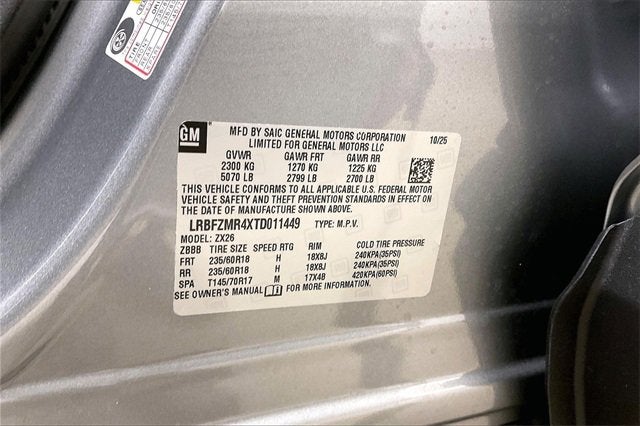 TIRE
FRONT
REAR
SPARE
GM
MFD BY SAIC GENERAL MOTORS CORPORATION 10/25
LIMITED FOR GENERAL MOTORS LLC
GVWR GAWR FRT GAWR RR
2300 KG 1270 KG 1225 KG
5070 LB 2799 LB 2700 LB
THIS VEHICLE CONFORMS TO ALL APPLICABLE U.S. FEDERAL MOTOR
VEHICLE SAFETY AND THEFT PREVENTION STANDARDS IN EFFECT ON
THE DATE OF MANUFACTURE SHOWN ABOVE.
LRBFZMR4XTD011449 TYPE: M.P.V.
MODEL: ZX26
ZBBB TIRE SIZE SPEED RTG RIM COLD TIRE PRESSURE
FRT 235/60R18 H 18X8J 240KPA(35PSI)
RR 235/60R18 H 18X8J 240KPA(35PSI)
SPA T145/70R17 M 17X4B 420KPA(60PSI)
SEE OWNER'S MANUAL FOR MORE INFORMATION.